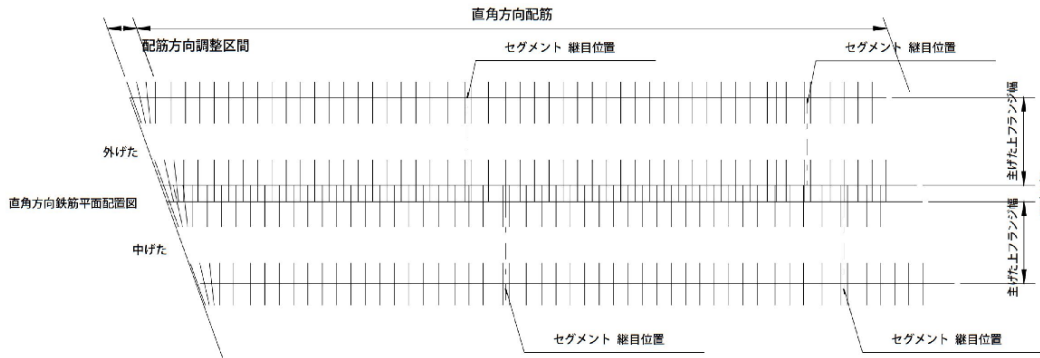 直角方向配筋
配筋方向調整区間
セグメント 継目位置
セグメント 継目位置
主げた上フランジ幅
外げた
直角方向鉄筋平面配置図
主げた上フランジ幅
中げた
セグメント 継目位置
セグメント 継目位置